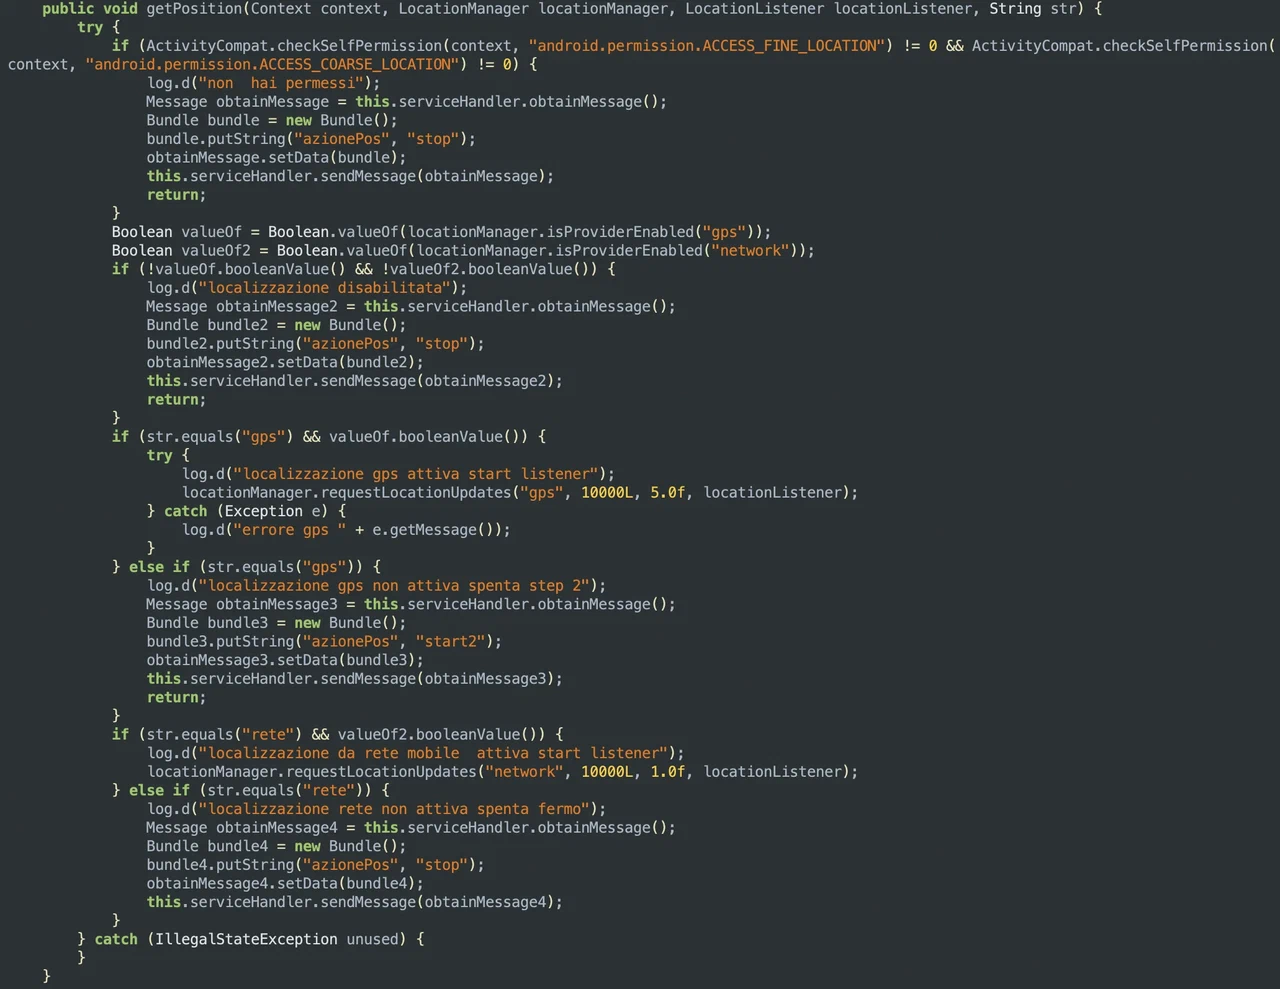 public void getPosition(Context context, LocationManager locationManager, LocationListener locationListener, String str) {
try {
if (ActivityCompat.checkSelfPermission(context, "android.permission.ACCESS_FINE_LOCATION") != 0 && ActivityCompat.checkSelfPermission(
context, "android.permission.ACCESS_COARSE_LOCATION") != 0) {
log.d("non  hai permessi");
Message obtainMessage = this.serviceHandler.obtainMessage();
Bundle bundle = new Bundle();
bundle.putString("azionePos", "stop");
obtainMessage.setData(bundle);
this.serviceHandler.sendMessage(obtainMessage);
return;
}
Boolean valueOf = Boolean.valueOf(locationManager.isProviderEnabled("gps"));
Boolean valueOf2 = Boolean.valueOf(locationManager.isProviderEnabled("network"));
if (!valueOf.booleanValue() && !valueOf2.booleanValue()) {
log.d("localizzazione disabilitata");
Message obtainMessage2 = this.serviceHandler.obtainMessage();
Bundle bundle2 = new Bundle();
bundle2.putString("azionePos", "stop");
obtainMessage2.setData(bundle2);
this.serviceHandler.sendMessage(obtainMessage2);
return;
}
if (str.equals("gps") && valueOf.booleanValue()) {
try {
log.d("localizzazione gps attiva start listener");
locationManager.requestLocationUpdates("gps", 10000L, 5.0f, locationListener);
} catch (Exception e) {
log.d("errore gps " + e.getMessage());
}
} else if (str.equals("gps")) {
log.d("localizzazione gps non attiva spenta step 2");
Message obtainMessage3 = this.serviceHandler.obtainMessage();
Bundle bundle3 = new Bundle();
bundle3.putString("azionePos", "start2");
obtainMessage3.setData(bundle3);
this.serviceHandler.sendMessage(obtainMessage3);
return;
}
if (str.equals("rete") && valueOf2.booleanValue()) {
log.d("localizzazione da rete mobile  attiva start listener");
locationManager.requestLocationUpdates("network", 10000L, 1.0f, locationListener);
} else if (str.equals("rete")) {
log.d("localizzazione rete non attiva spenta fermo");
Message obtainMessage4 = this.serviceHandler.obtainMessage();
Bundle bundle4 = new Bundle();
bundle4.putString("azionePos", "stop");
obtainMessage4.setData(bundle4);
this.serviceHandler.sendMessage(obtainMessage4);
}
} catch (IllegalStateException unused) {
}
}